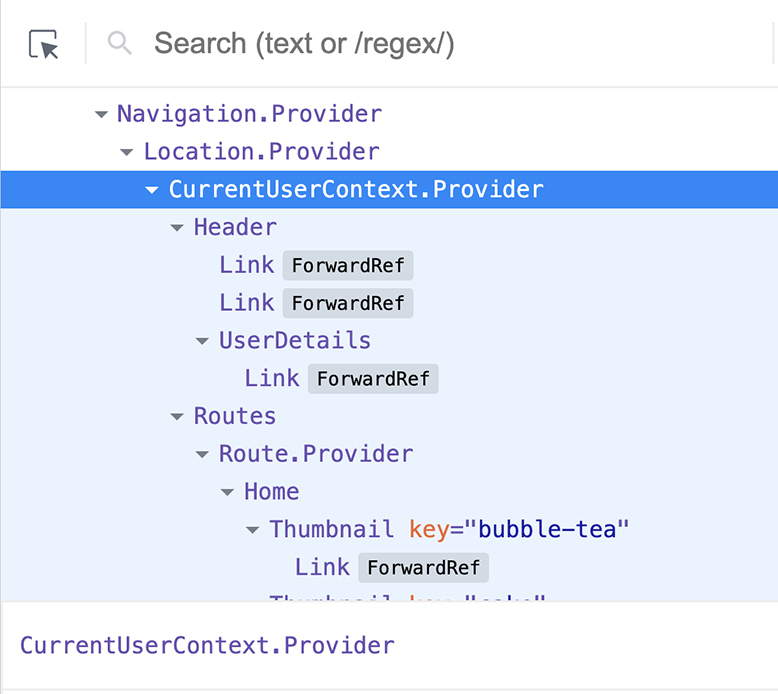 Search (text or /regex/)
Navigation.Provider
Location.Provider
CurrentUserContext.Provider
Header
Link ForwardRef
Link ForwardRef
UserDetails
Link ForwardRef
Routes
Route.Provider
Home
Thumbnail key="bubble-tea"
Link ForwardRef
CurrentUserContext.Provider